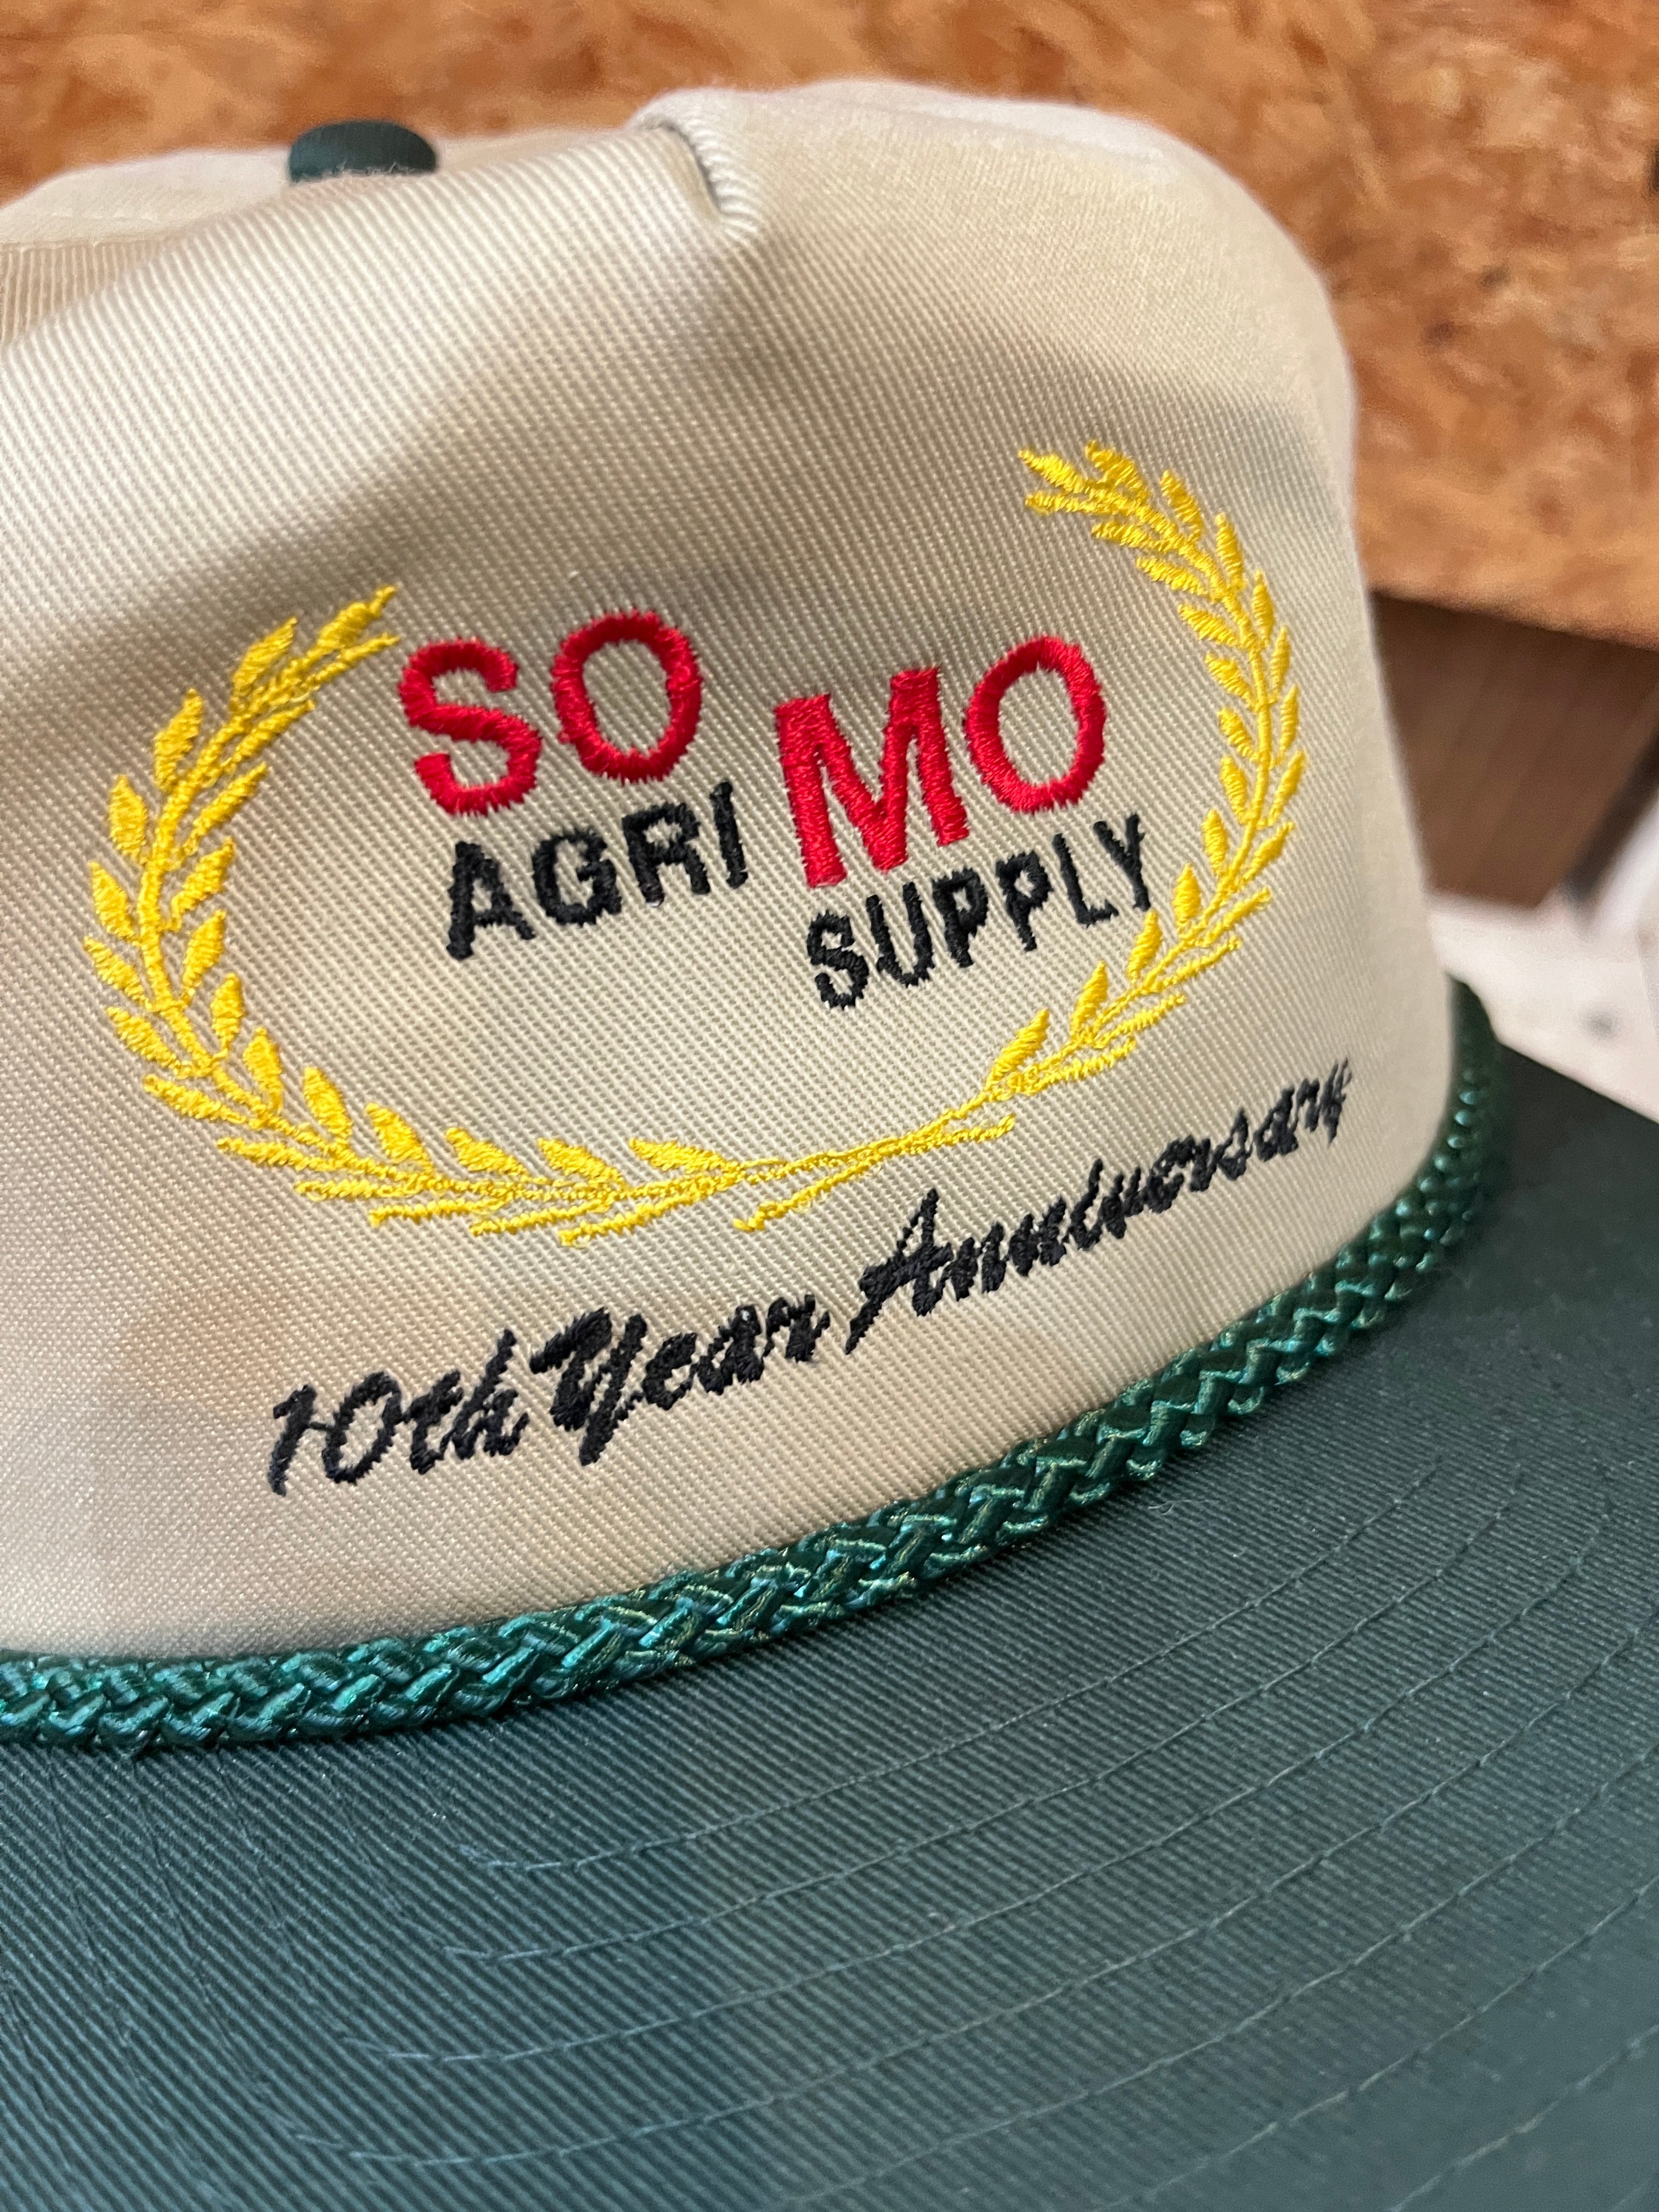 SO MO
AGRI SUPPLY
10th Year Anniversary